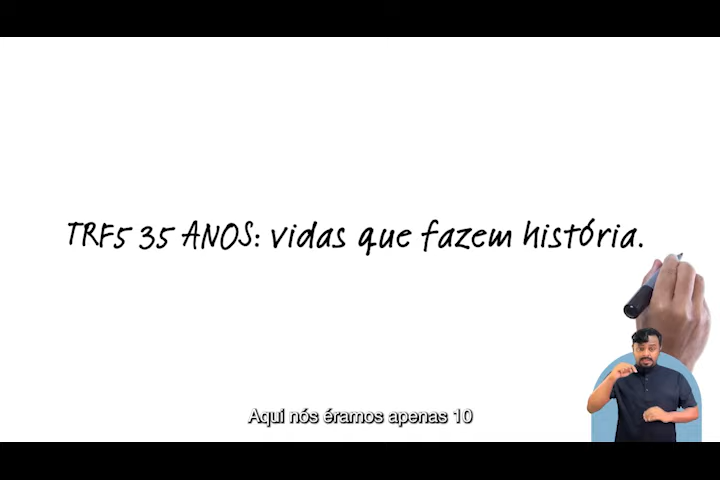 TRF5 35 ANOS: vidas que fazem história.
Aqui nós éramos apenas 10